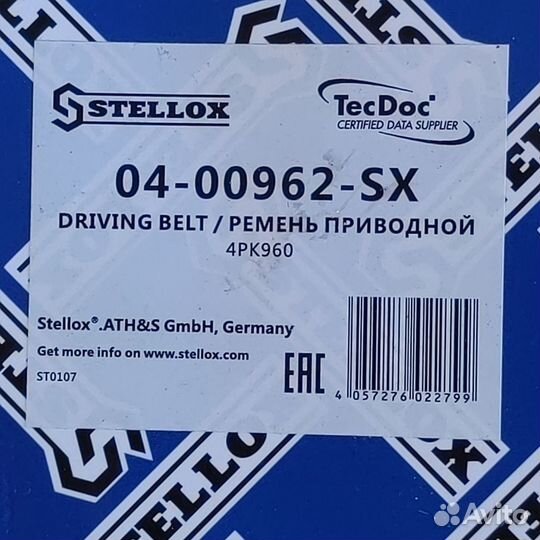 STELLOX
TecDoc
CERTIFIED DATA SUPPLIER
04-00962-SX
DRIVING BELT / РЕМЕНЬ ПРИВОДНОЙ
4PK960
Stellox®.ATH&S GmbH, Germany
Get more info on www.stellox.com
ST0107
EAC
4 057276 022799
STELLOX
Avito